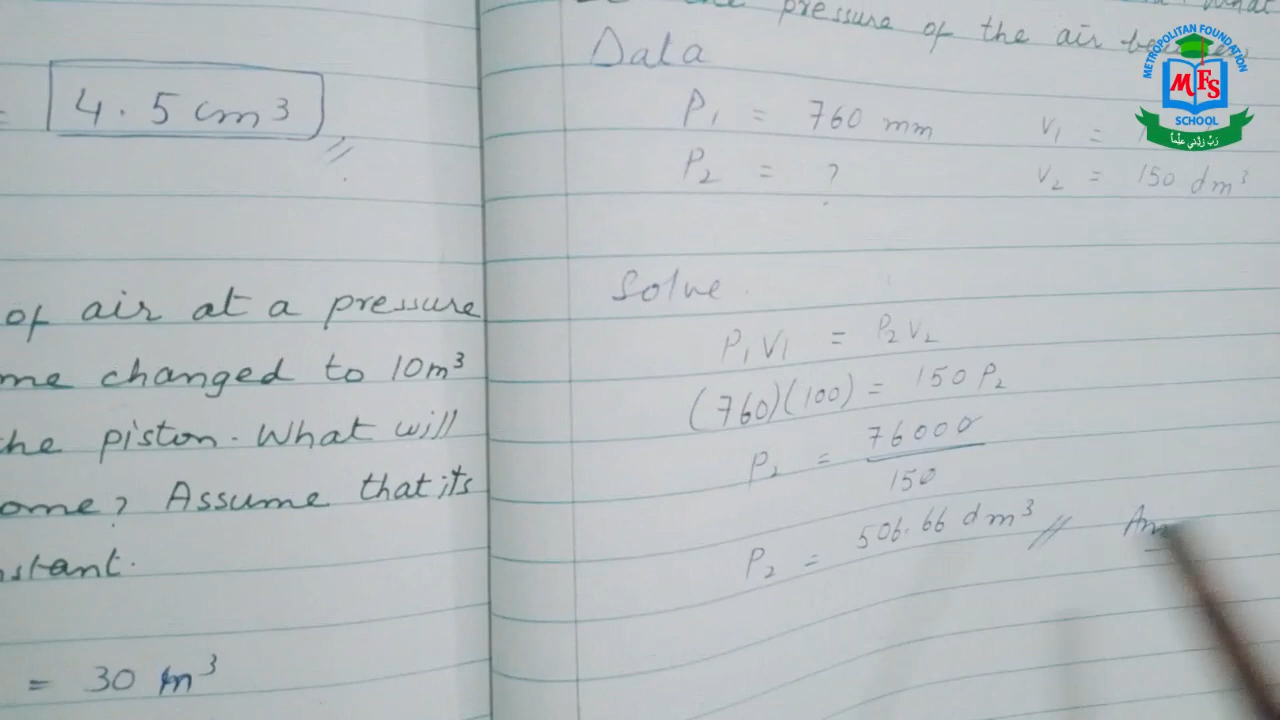 = 4.5 cm³
of air at a pressure
me changed to 10m³
he piston. What will
ome? Assume that its
nstant.
= 30 m³
pressure of the air
Data
P₁ = 760 mm V₁ =
P₂ = ? V₂ = 150 dm³
Solve.
P₁V₁ = P₂V₂
(760)(100) = 150 P₂
P₂ = 76000
150
P₂ = 506.66 dm³ // Ans
METROPOLITAN FOUNDATION
MFS
SCHOOL
رَبِّ زِدْنِي عِلْمًا